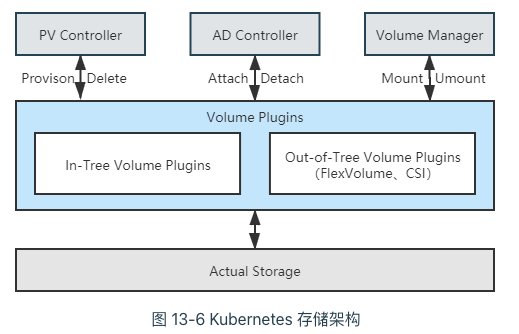 PV Controller
AD Controller
Volume Manager
Provison Delete
Attach Detach
Mount Umount
Volume Plugins
In-Tree Volume Plugins
Out-of-Tree Volume Plugins
（FlexVolume、CSI）
Actual Storage
图 13-6 Kubernetes 存储架构